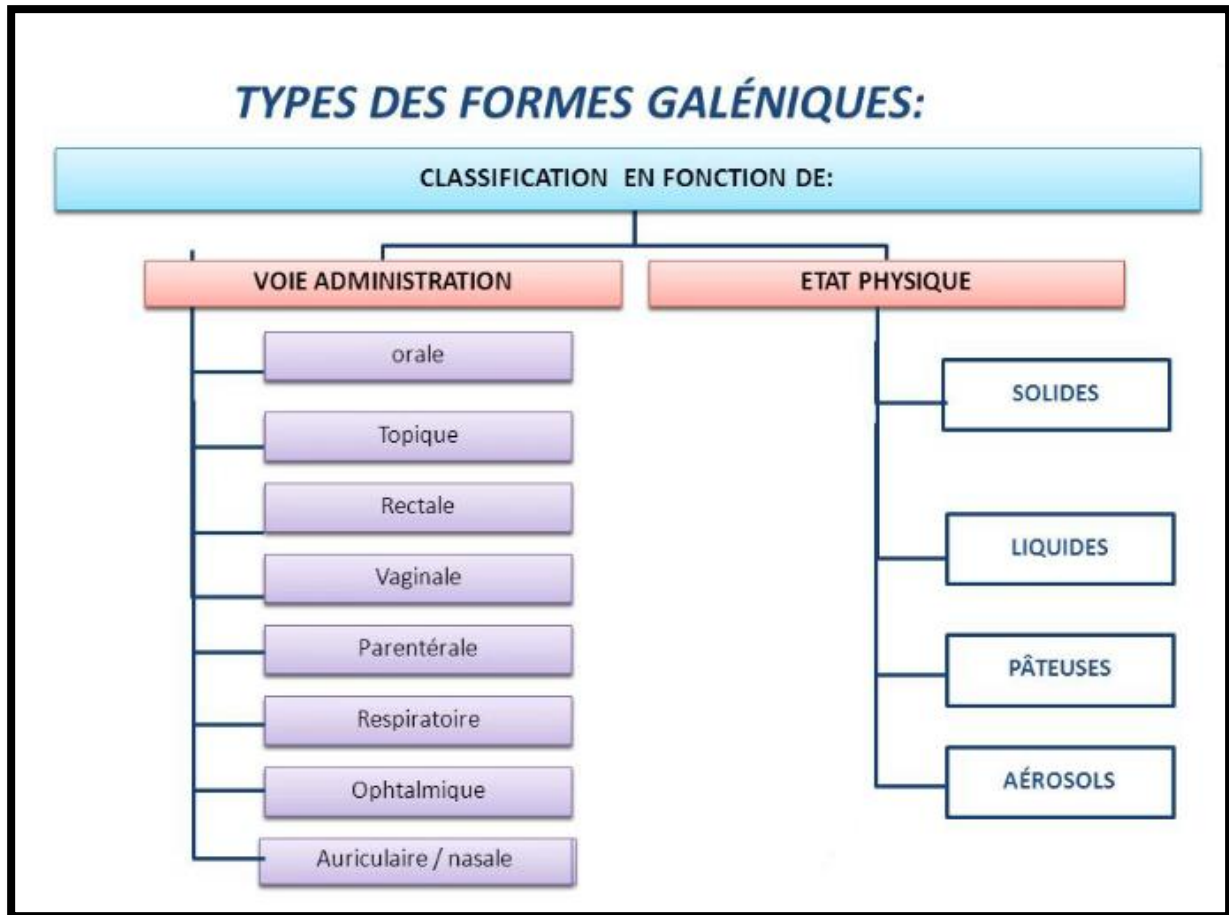 TYPES DES FORMES GALÉNIQUES:
CLASSIFICATION EN FONCTION DE:
VOIE ADMINISTRATION
orale
Topique
Rectale
Vaginale
Parentérale
Respiratoire
Ophtalmique
Auriculaire / nasale
ETAT PHYSIQUE
SOLIDES
LIQUIDES
PÂTEUSES
AÉROSOLS